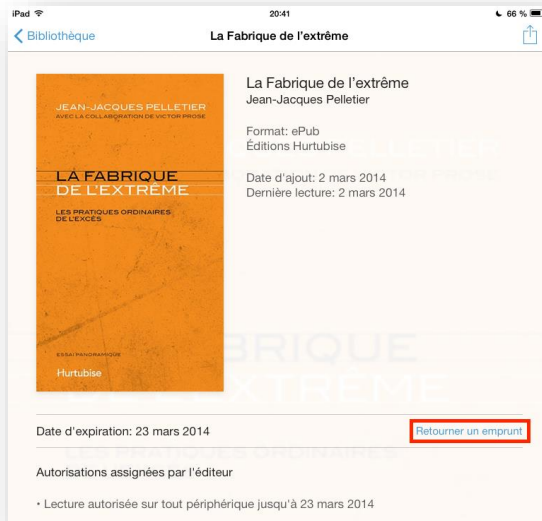 iPad 20:41 66 %
Bibliothèque La Fabrique de l'extrême
JEAN-JACQUES PELLETIER
AVEC LA COLLABORATION DE VICTOR PROSE
LA FABRIQUE
DE L'EXTRÊME
LES PRATIQUES ORDINAIRES
DE L'EXCÈS
ESSAI PANORAMIQUE
Hurtubise
La Fabrique de l'extrême
Jean-Jacques Pelletier
Format: ePub
Éditions Hurtubise
Date d'ajout: 2 mars 2014
Dernière lecture: 2 mars 2014
Date d'expiration: 23 mars 2014 Retourner un emprunt
Autorisations assignées par l'éditeur
• Lecture autorisée sur tout périphérique jusqu'à 23 mars 2014